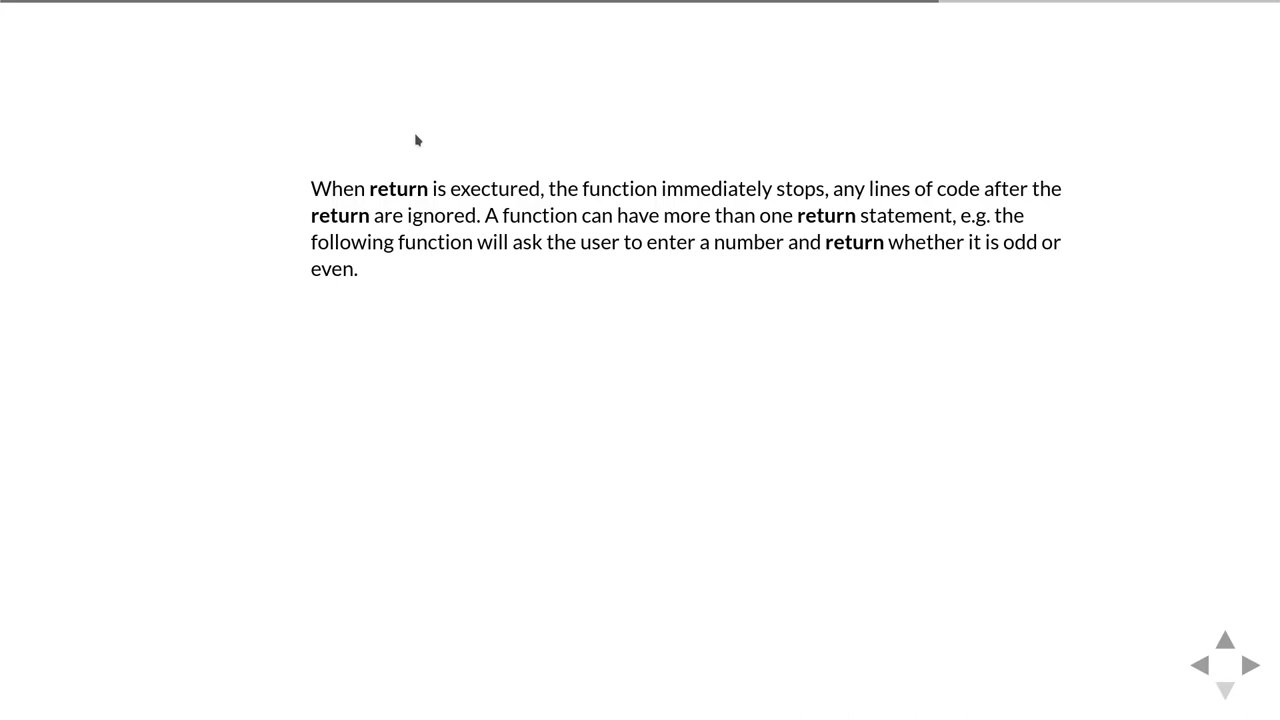 When return is exectured, the function immediately stops, any lines of code after the
return are ignored. A function can have more than one return statement, e.g. the
following function will ask the user to enter a number and return whether it is odd or
even.